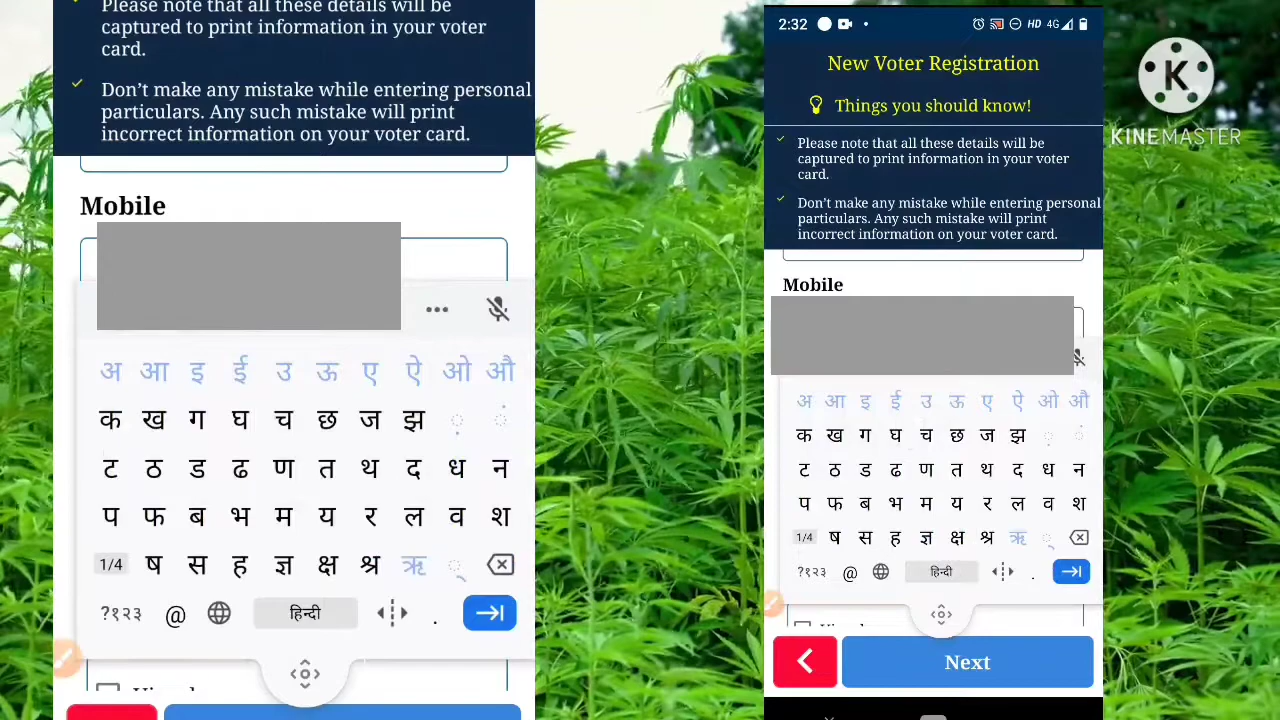 Please note that all these details will be
captured to print information in your voter
card.
Don't make any mistake while entering personal
particulars. Any such mistake will print
incorrect information on your voter card.
Mobile
अ आ इ ई उ ऊ ए ऐ ओ औ
क ख ग घ च छ ज झ
ट ठ ड ढ ण त थ द ध न
प फ ब भ म य र ल व श
1/4 ष स ह ज्ञ क्ष श्र ऋ
?१२३ @ हिन्दी .
2:32 HD 4G
New Voter Registration
Things you should know!
Please note that all these details will be
captured to print information in your voter
card.
Don't make any mistake while entering personal
particulars. Any such mistake will print
incorrect information on your voter card.
Mobile
अ आ इ ई उ ऊ ए ऐ ओ औ
क ख ग घ च छ ज झ
ट ठ ड ढ ण त थ द ध न
प फ ब भ म य र ल व श
1/4 ष स ह ज्ञ क्ष श्र ऋ
?१२३ @ हिन्दी .
Next
K
KINEMASTER